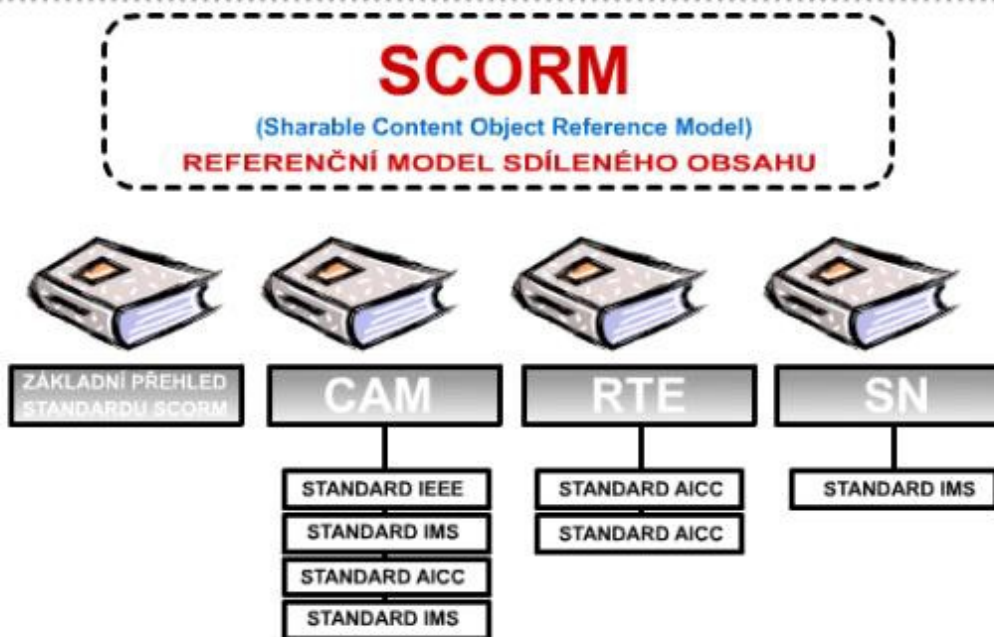 SCORM
(Sharable Content Object Reference Model)
REFERENČNÍ MODEL SDÍLENÉHO OBSAHU
ZÁKLADNÍ PŘEHLED
STANDARDU SCORM
CAM
STANDARD IEEE
STANDARD IMS
STANDARD AICC
STANDARD IMS
RTE
STANDARD AICC
STANDARD AICC
SN
STANDARD IMS